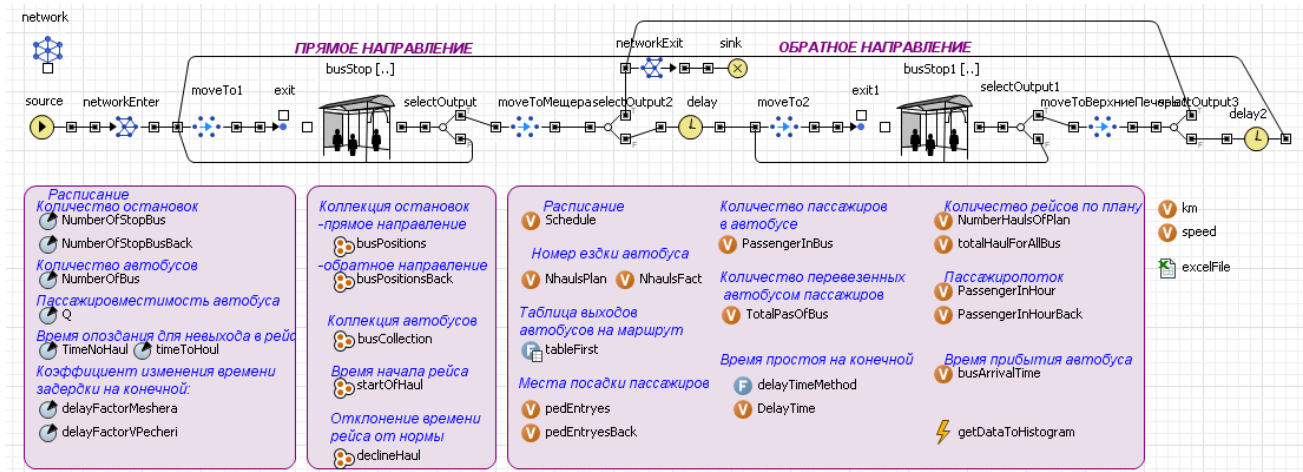 network
ПРЯМОЕ НАПРАВЛЕНИЕ
networkExit
sink
ОБРАТНОЕ НАПРАВЛЕНИЕ
busStop [..]
busStop1 [..]
source
networkEnter
moveTo1
exit
selectOutput
moveToМещера
selectOutput2
delay
moveTo2
exit1
selectOutput1
moveToВерхниеПечеры
selectOutput3
delay2
F
F
F
F
Расписание
Количество остановок
NumberOfStopBus
NumberOfStopBusBack
Количество автобусов
NumberOfBus
Пассажировместимость автобуса
Q
Время опоздания для невыхода в рейс
TimeNoHaul
timeToHoul
Коэффициент изменения времени
задердки на конечной:
delayFactorMeshera
delayFactorVPecheri
Коллекция остановок
-прямое направление
busPositions
-обратное направление
busPositionsBack
Коллекция автобусов
busCollection
Время начала рейса
startOfHaul
Отклонение времени
рейса от нормы
declineHaul
Расписание
Schedule
Номер ездки автобуса
NhaulsPlan
NhaulsFact
Таблица выходов
автобусов на маршрут
tableFirst
Места посадки пассажиров
pedEntryes
pedEntryesBack
Количество пассажиров
в автобусе
PassengerInBus
Количество перевезенных
автобусом пассажиров
TotalPasOfBus
Время простоя на конечной
delayTimeMethod
DelayTime
Количество рейсов по плану
NumberHaulsOfPlan
totalHaulForAllBus
Пассажиропоток
PassengerInHour
PassengerInHourBack
Время прибытия автобуса
busArrivalTime
getDataToHistogram
km
speed
excelFile